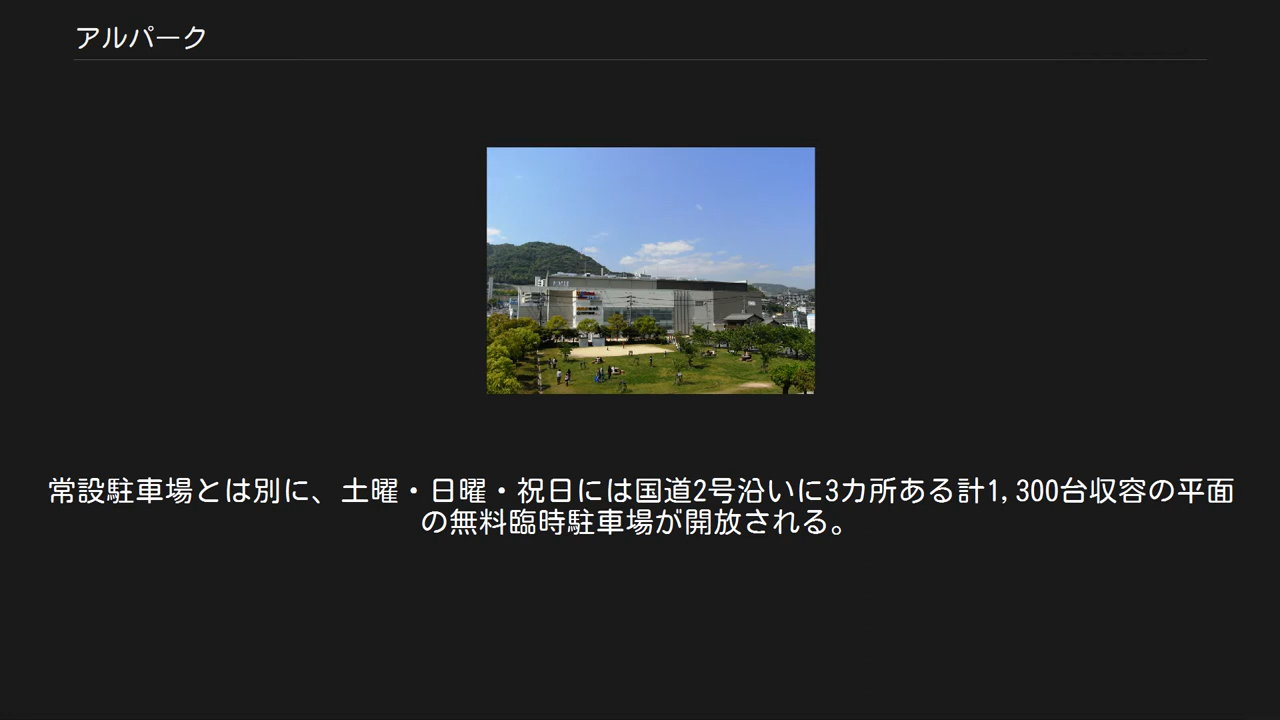 アルパーク
常設駐車場とは別に、土曜・日曜・祝日には国道2号沿いに3カ所ある計1,300台収容の平面
の無料臨時駐車場が開放される。